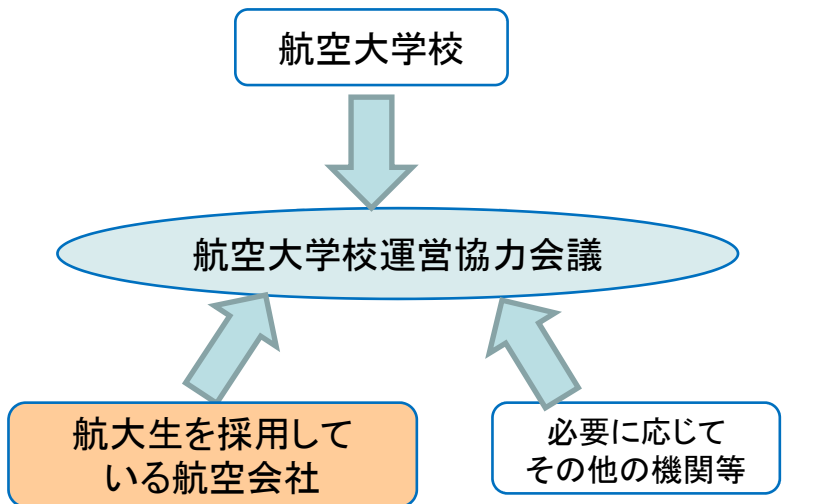 航空大学校
航空大学校運営協力会議
航大生を採用して
いる航空会社
必要に応じて
その他の機関等